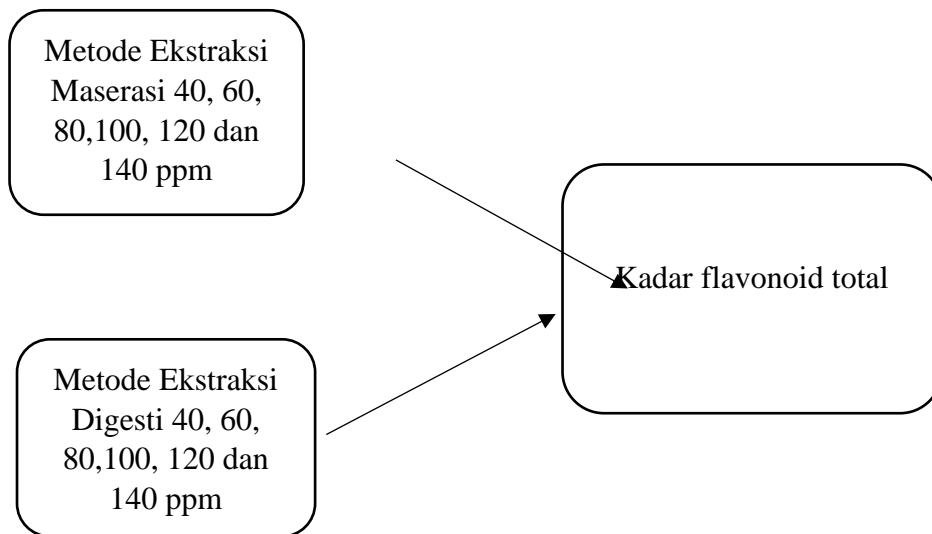 Metode Ekstraksi
Maserasi 40, 60,
80,100, 120 dan
140 ppm
Kadar flavonoid total
Metode Ekstraksi
Digesti 40, 60,
80,100, 120 dan
140 ppm